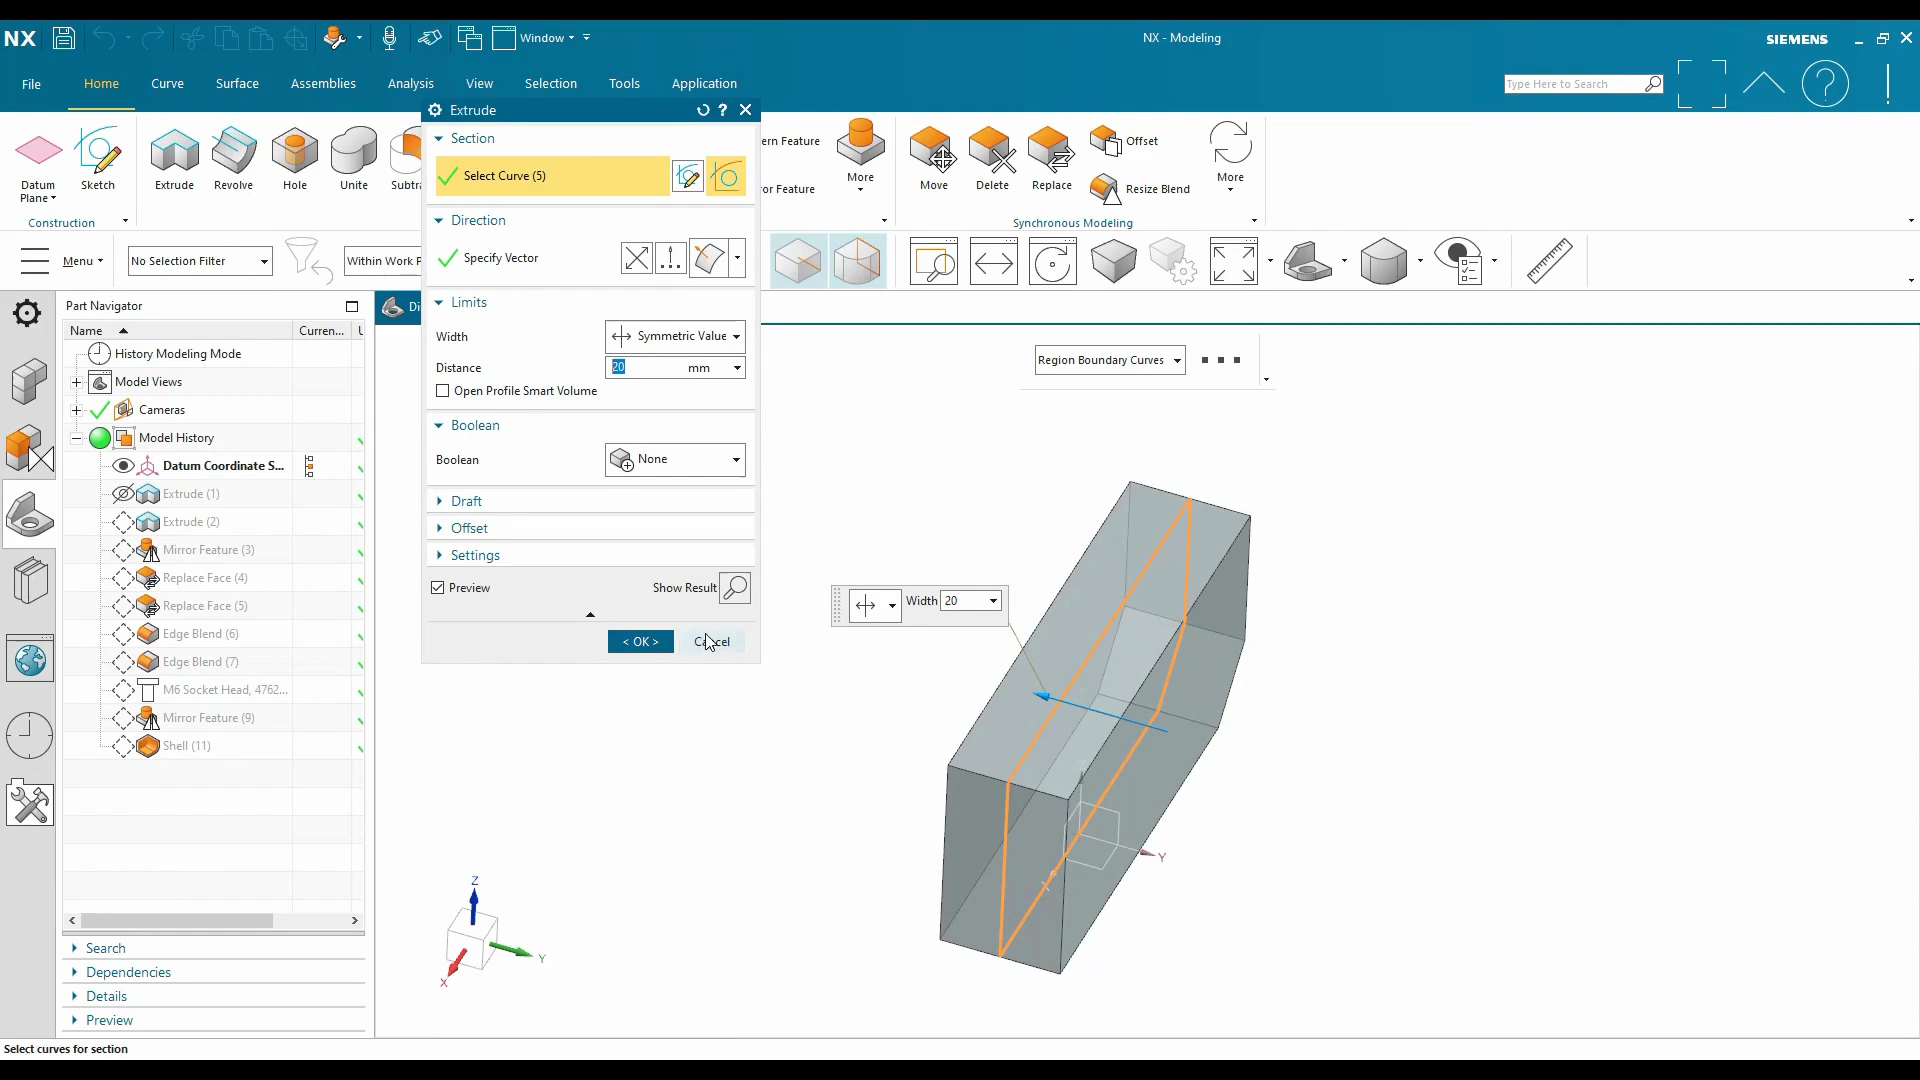 NX
Window
NX - Modeling
SIEMENS
File
Home
Curve
Surface
Assemblies
Analysis
View
Selection
Tools
Application
Type Here to Search
Extrude
Section
Select Curve (5)
Direction
Specify Vector
Limits
Width
Symmetric Value
Distance
20
mm
Open Profile Smart Volume
Boolean
Boolean
None
Draft
Offset
Settings
Preview
Show Result
< OK >
Cancel
Datum
Plane
Sketch
Extrude
Revolve
Hole
Unite
Subtra
Construction
ern Feature
or Feature
More
Move
Delete
Replace
Offset
Resize Blend
More
Synchronous Modeling
Menu
No Selection Filter
Within Work P
Part Navigator
Name
Curren...
History Modeling Mode
Model Views
Cameras
Model History
Datum Coordinate S...
Extrude (1)
Extrude (2)
Mirror Feature (3)
Replace Face (4)
Replace Face (5)
Edge Blend (6)
Edge Blend (7)
M6 Socket Head, 4762...
Mirror Feature (9)
Shell (11)
Search
Dependencies
Details
Preview
Di
Region Boundary Curves
Width 20
Y
X
Z
Z
Y
X
Select curves for section